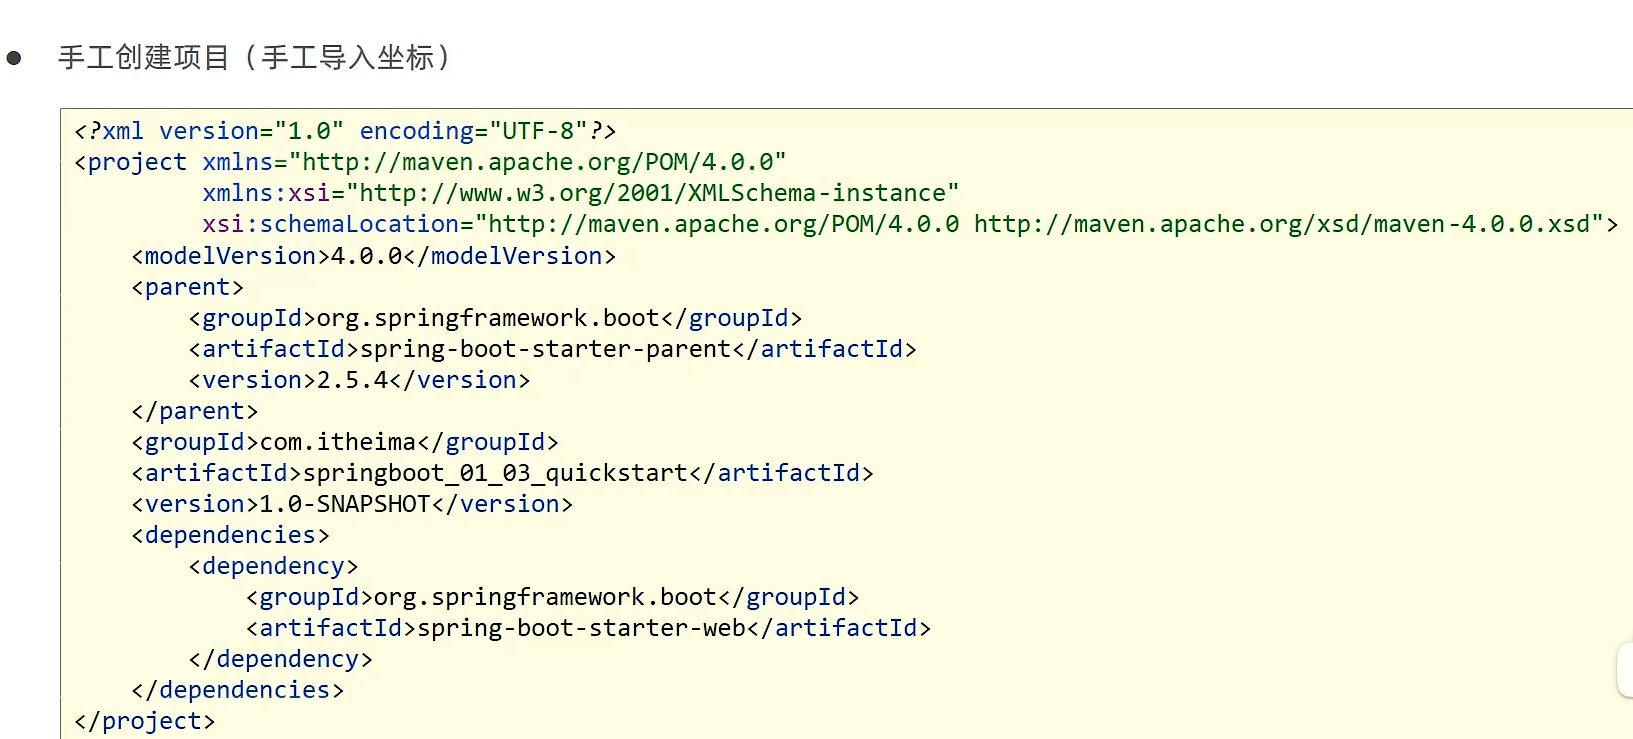 ● 手工创建项目（手工导入坐标）
<?xml version="1.0" encoding="UTF-8"?>
<project xmlns="http://maven.apache.org/POM/4.0.0"
         xmlns:xsi="http://www.w3.org/2001/XMLSchema-instance"
         xsi:schemaLocation="http://maven.apache.org/POM/4.0.0 http://maven.apache.org/xsd/maven-4.0.0.xsd">
    <modelVersion>4.0.0</modelVersion>
    <parent>
        <groupId>org.springframework.boot</groupId>
        <artifactId>spring-boot-starter-parent</artifactId>
        <version>2.5.4</version>
    </parent>
    <groupId>com.itheima</groupId>
    <artifactId>springboot_01_03_quickstart</artifactId>
    <version>1.0-SNAPSHOT</version>
    <dependencies>
        <dependency>
            <groupId>org.springframework.boot</groupId>
            <artifactId>spring-boot-starter-web</artifactId>
        </dependency>
    </dependencies>
</project>